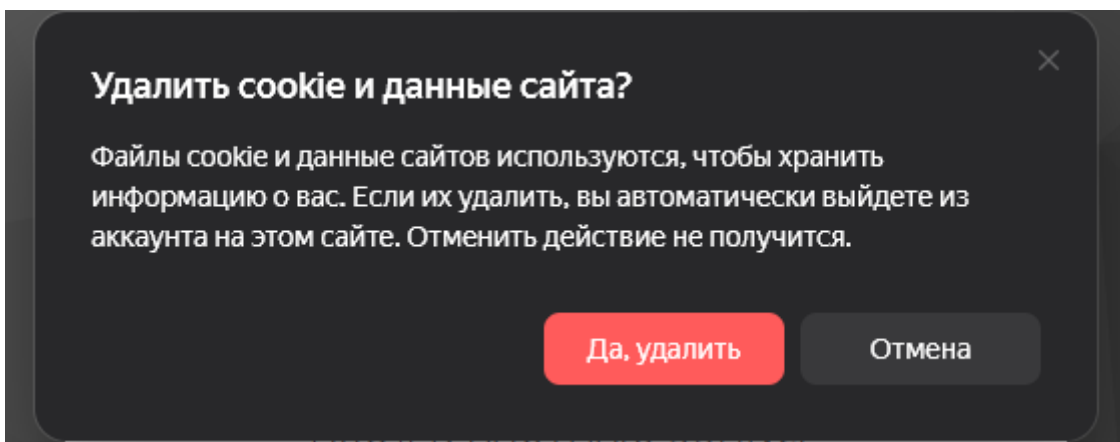 Удалить cookie и данные сайта?
Файлы cookie и данные сайтов используются, чтобы хранить
информацию о вас. Если их удалить, вы автоматически выйдете из
аккаунта на этом сайте. Отменить действие не получится.
Да, удалить
Отмена